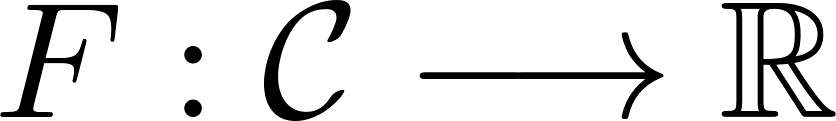 F : 𝒞 ⟶ ℝ